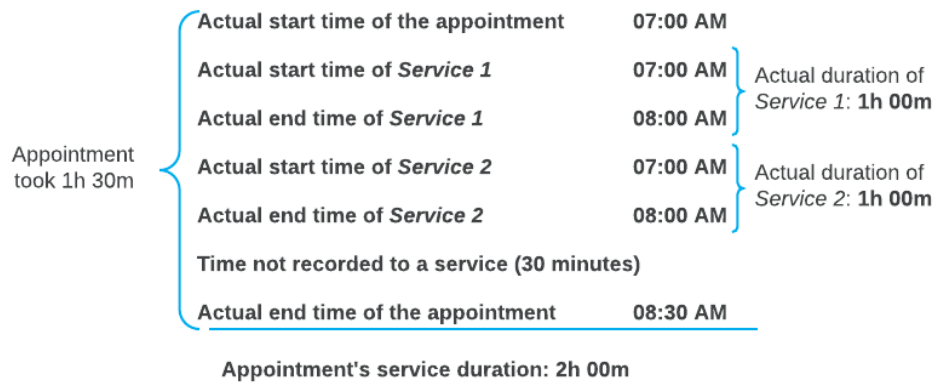 Actual start time of the appointment 07:00 AM
Actual start time of Service 1 07:00 AM
Actual duration of
Service 1: 1h 00m
Actual end time of Service 1 08:00 AM
Appointment
took 1h 30m
Actual start time of Service 2 07:00 AM
Actual duration of
Service 2: 1h 00m
Actual end time of Service 2 08:00 AM
Time not recorded to a service (30 minutes)
Actual end time of the appointment 08:30 AM
Appointment's service duration: 2h 00m